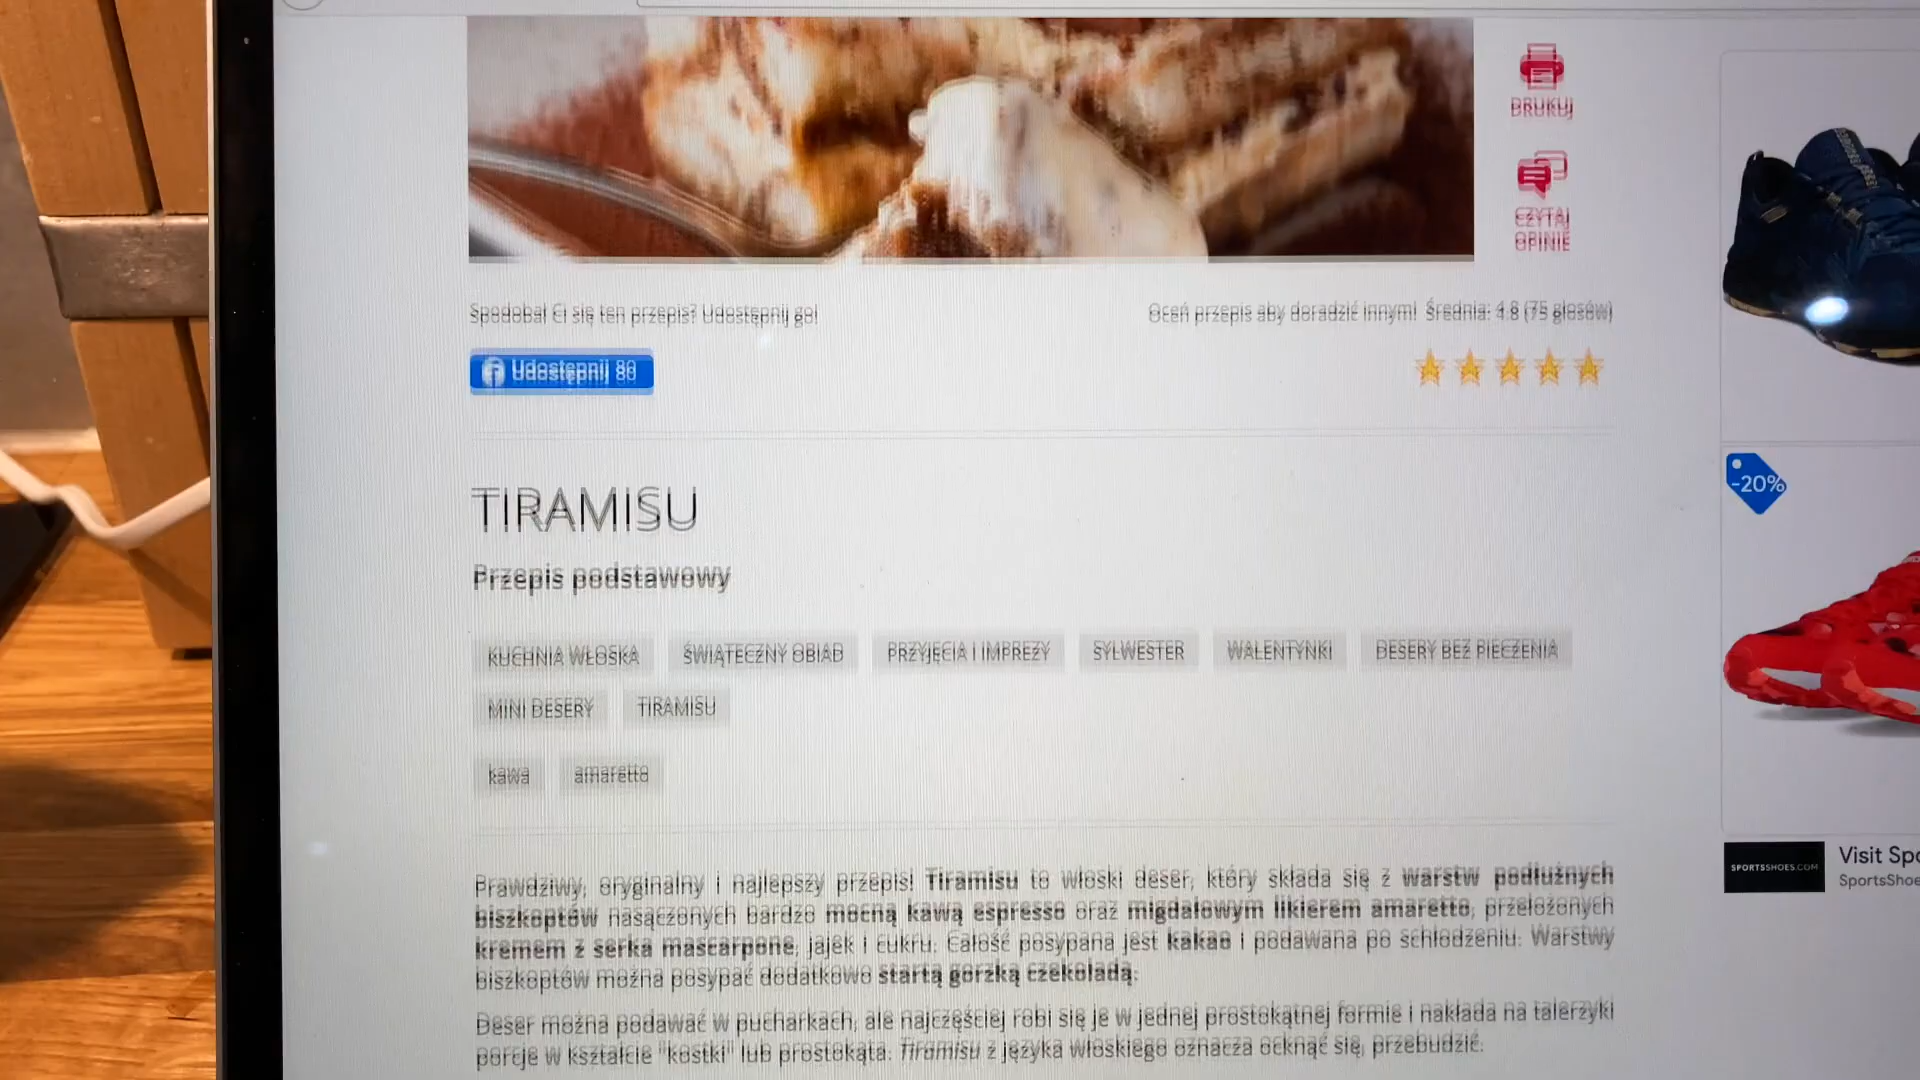 DRUKUJ
CZYTAJ
OPINIE
Spodobał Ci się ten przepis? Udostępnij go!
Oceń przepis aby doradzić innym! Średnia: 4.8 (75 głosów)
Udostępnij 80
TIRAMISU
Przepis podstawowy
KUCHNIA WŁOSKA ŚWIĄTECZNY OBIAD PRZYJĘCIA I IMPREZY SYLWESTER WALENTYNKI DESERY BEZ PIECZENIA
MINI DESERY TIRAMISU
kawa amaretto
Prawdziwy, oryginalny i najlepszy przepis! Tiramisu to włoski deser, który składa się z warstw podłużnych
biszkoptów nasączonych bardzo mocną kawą espresso oraz migdałowym likierem amaretto, przełożonych
kremem z serka mascarpone, jajek i cukru. Całość posypana jest kakao i podawana po schłodzeniu. Warstwy
biszkoptów można posypać dodatkowo startą gorzką czekoladą.
Deser można podawać w pucharkach, ale najczęściej robi się je w jednej prostokątnej formie i nakłada na talerzyki
porcje w kształcie "kostki" lub prostokąta. Tiramisu z języka włoskiego oznacza ocknąć się, przebudzić.
-20%
SPORTSSHOES.COM
Visit Spo
SportsShoe